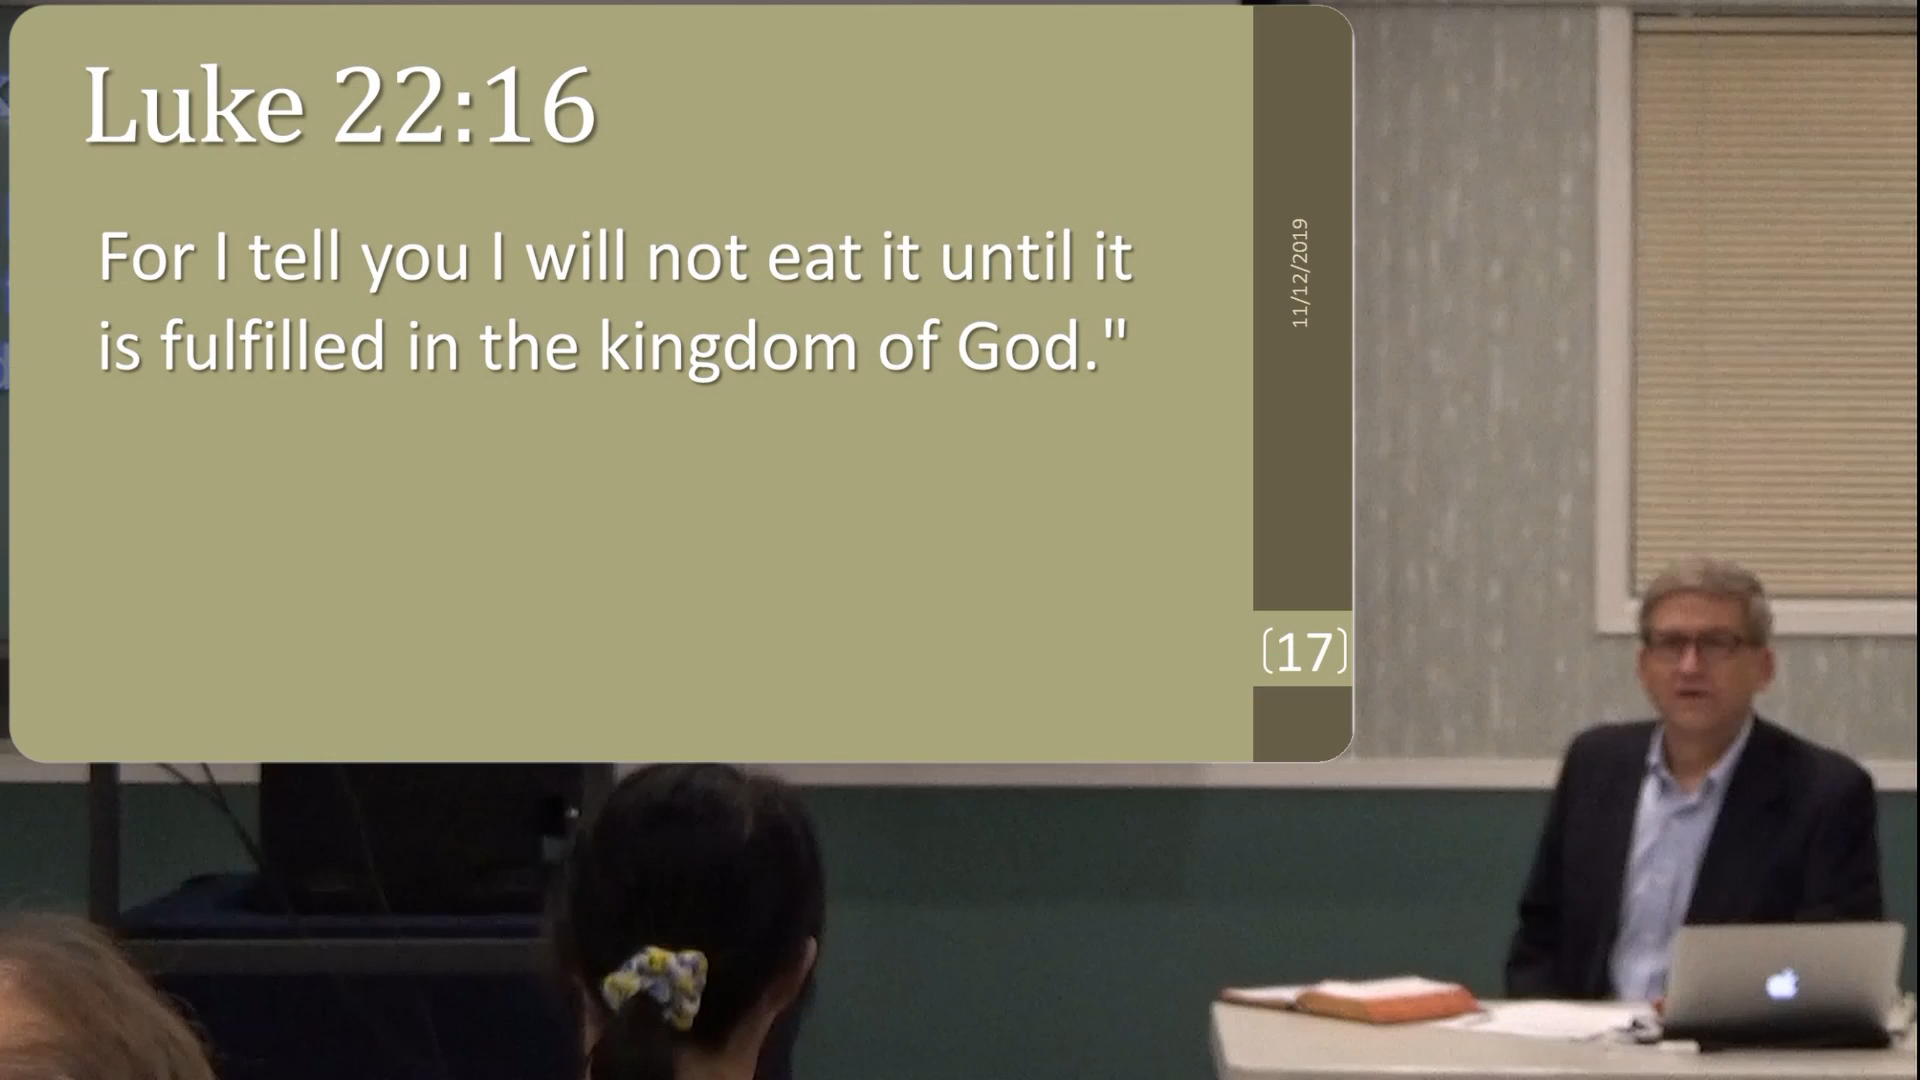 Luke 22:16
For I tell you I will not eat it until it
is fulfilled in the kingdom of God."
11/12/2019
[17]